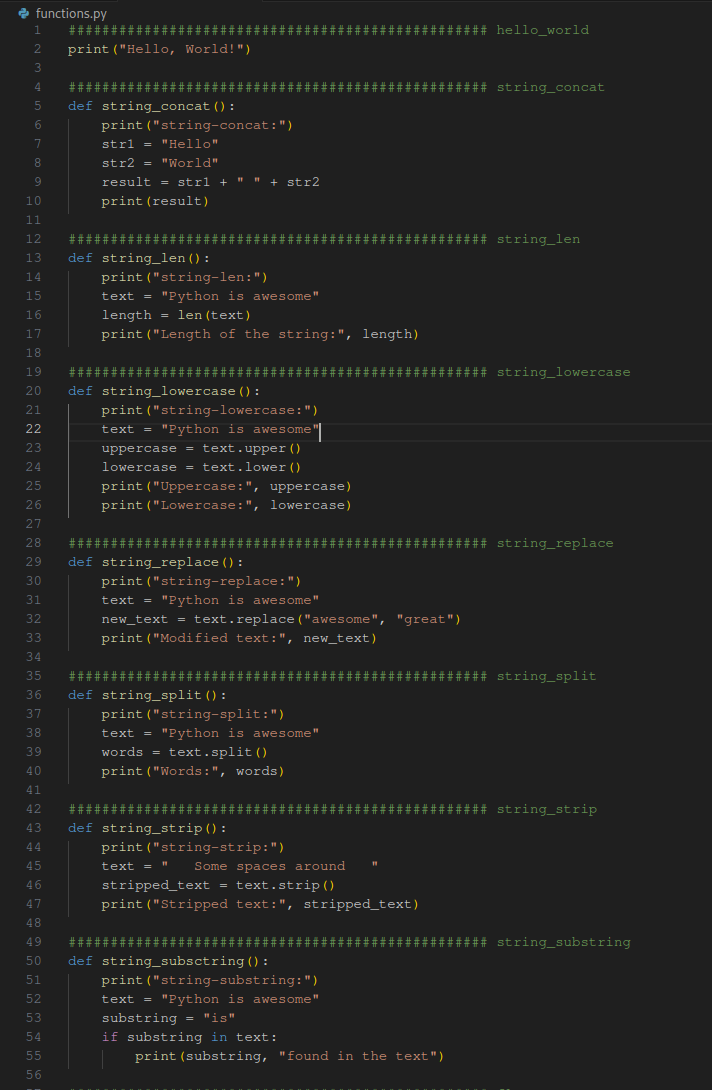 functions.py
1 ################################################## hello_world
2 print("Hello, World!")
3
4 ################################################## string_concat
5 def string_concat():
6     print("string-concat:")
7     str1 = "Hello"
8     str2 = "World"
9     result = str1 + " " + str2
10     print(result)
11
12 ################################################## string_len
13 def string_len():
14     print("string-len:")
15     text = "Python is awesome"
16     length = len(text)
17     print("Length of the string:", length)
18
19 ################################################## string_lowercase
20 def string_lowercase():
21     print("string-lowercase:")
22     text = "Python is awesome"
23     uppercase = text.upper()
24     lowercase = text.lower()
25     print("Uppercase:", uppercase)
26     print("Lowercase:", lowercase)
27
28 ################################################## string_replace
29 def string_replace():
30     print("string-replace:")
31     text = "Python is awesome"
32     new_text = text.replace("awesome", "great")
33     print("Modified text:", new_text)
34
35 ################################################## string_split
36 def string_split():
37     print("string-split:")
38     text = "Python is awesome"
39     words = text.split()
40     print("Words:", words)
41
42 ################################################## string_strip
43 def string_strip():
44     print("string-strip:")
45     text = "   Some spaces around   "
46     stripped_text = text.strip()
47     print("Stripped text:", stripped_text)
48
49 ################################################## string_substring
50 def string_subsctring():
51     print("string-substring:")
52     text = "Python is awesome"
53     substring = "is"
54     if substring in text:
55         print(substring, "found in the text")
56